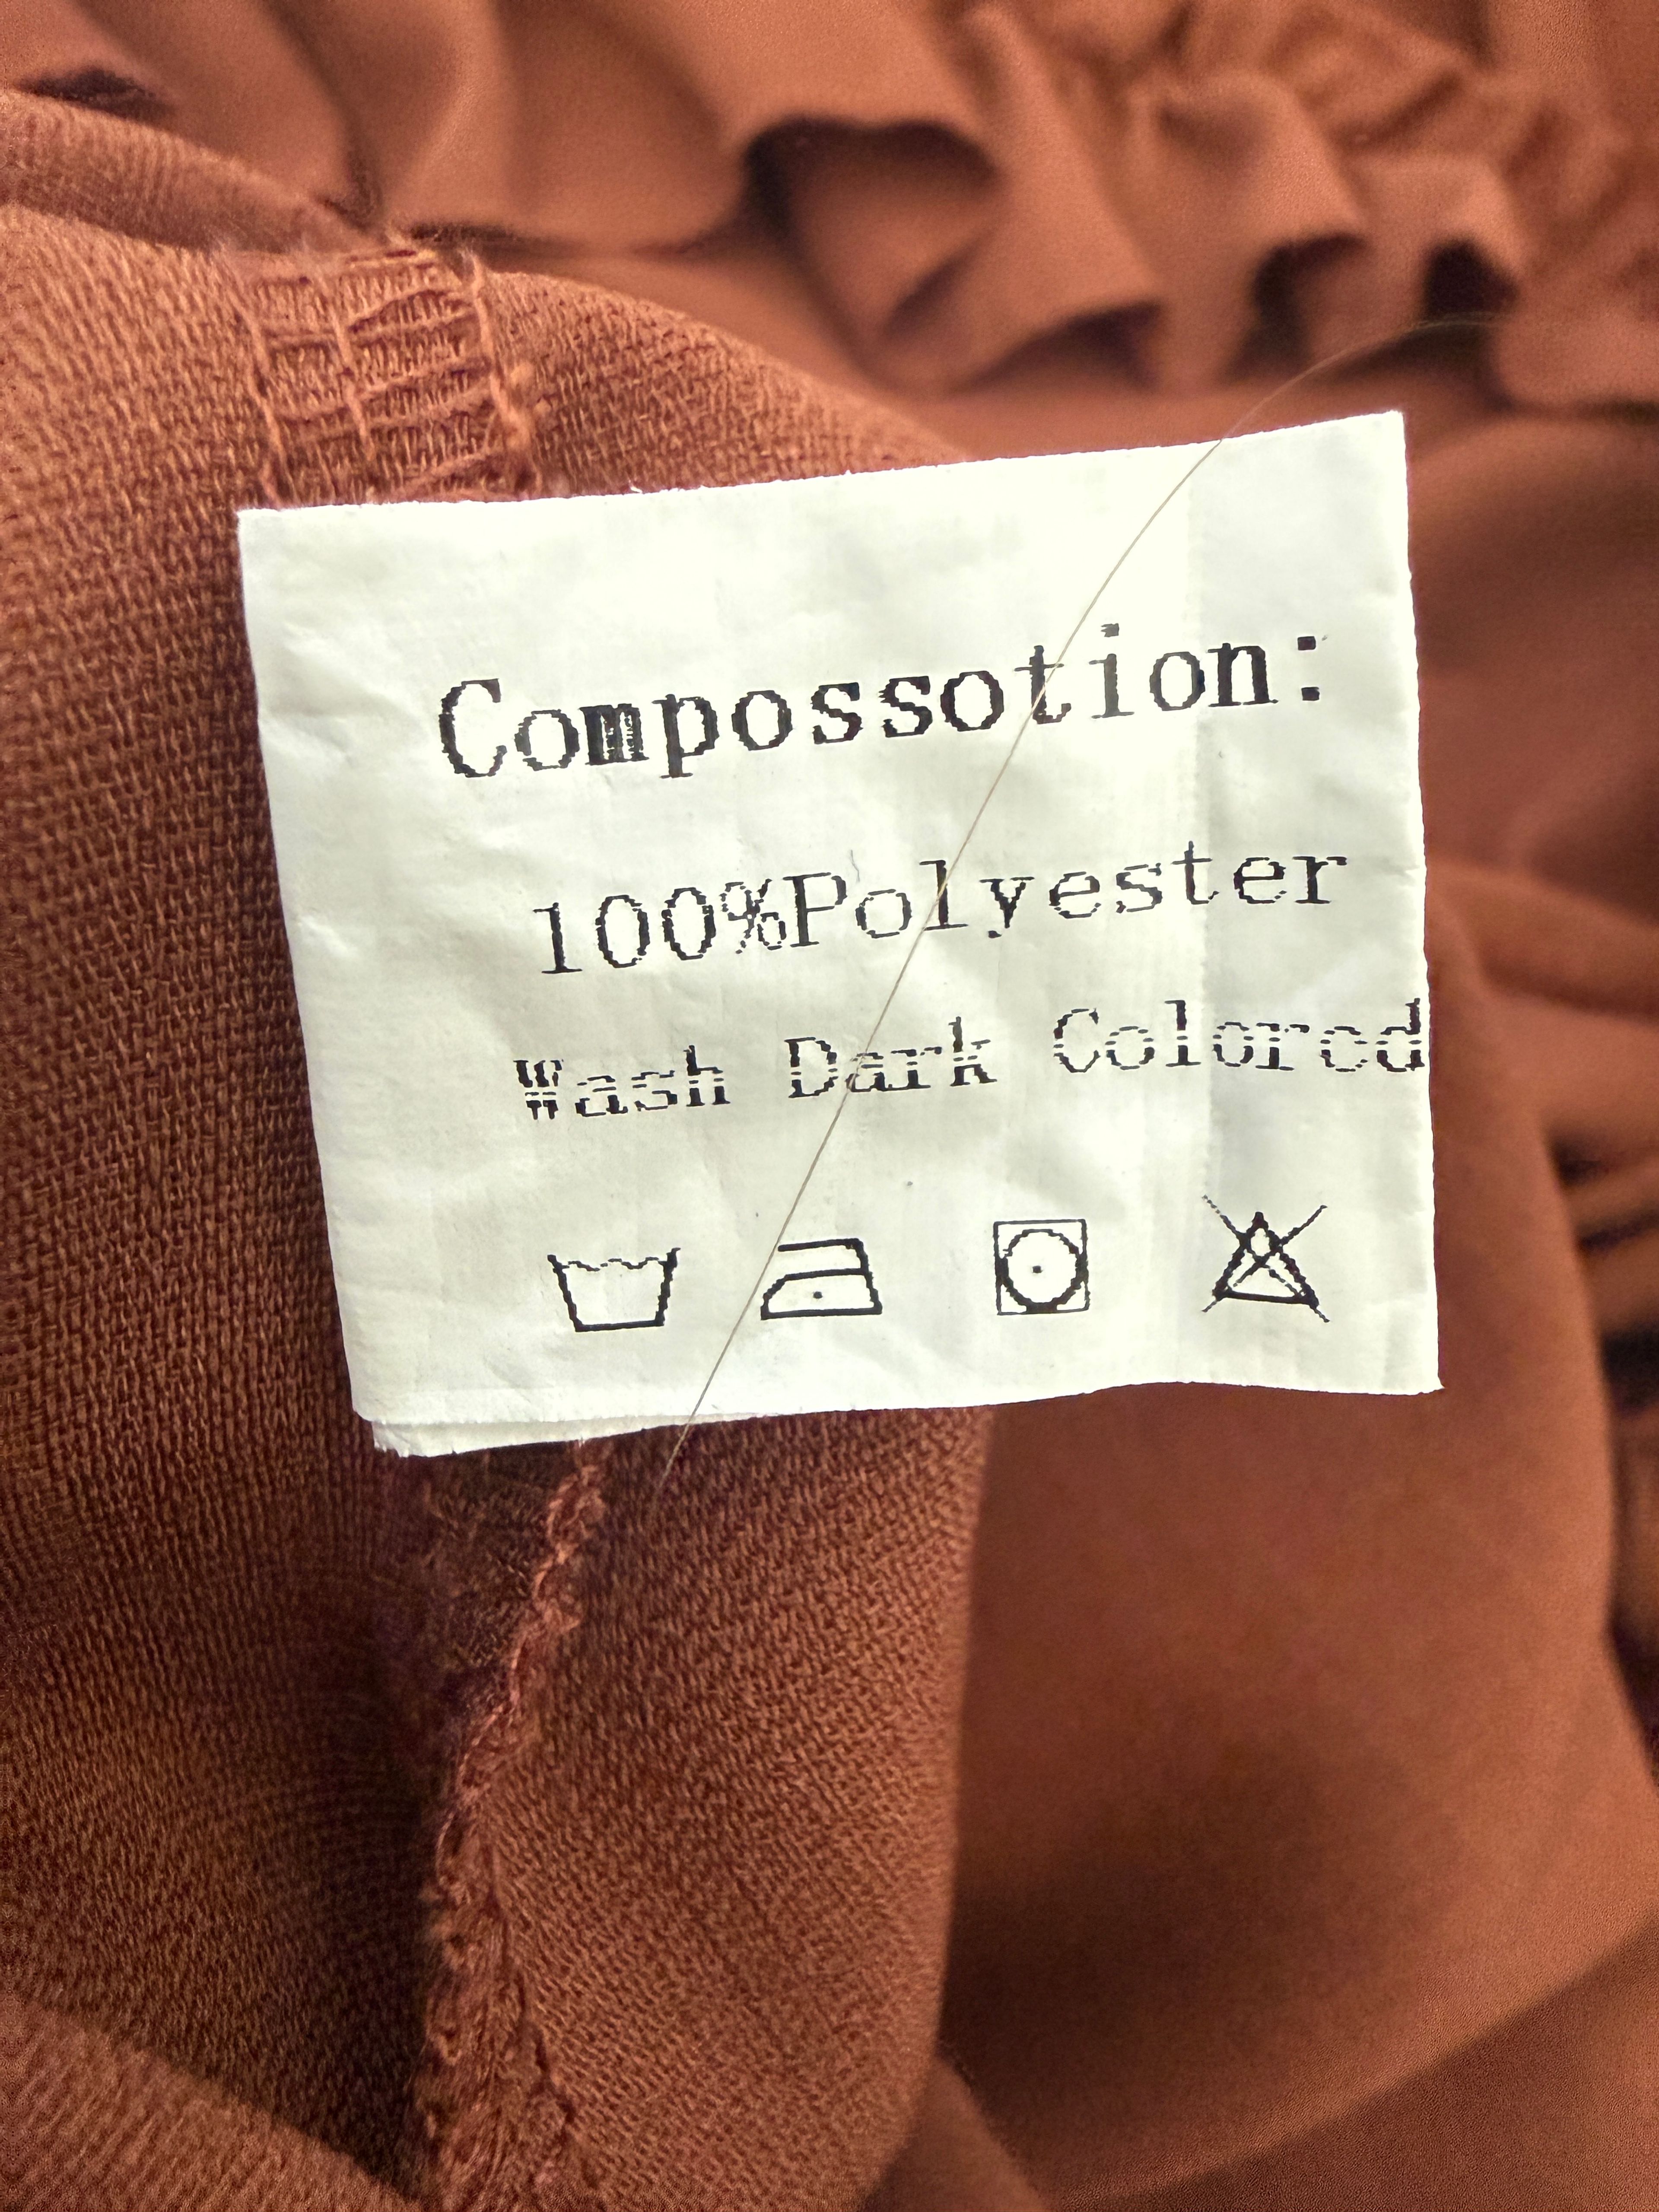 Compossotion:
100%Polyester
Wash Dark Colored